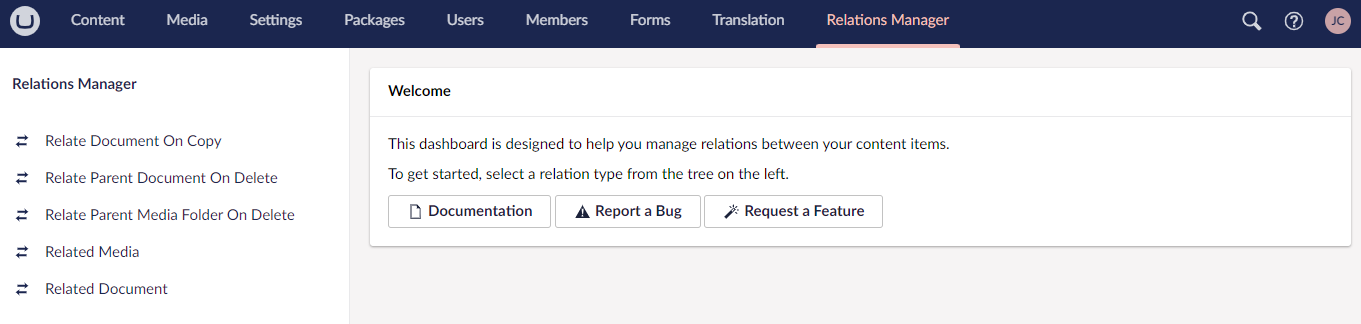 Content Media Settings Packages Users Members Forms Translation Relations Manager JC
Relations Manager
Relate Document On Copy
Relate Parent Document On Delete
Relate Parent Media Folder On Delete
Related Media
Related Document
Welcome
This dashboard is designed to help you manage relations between your content items.
To get started, select a relation type from the tree on the left.
Documentation Report a Bug Request a Feature